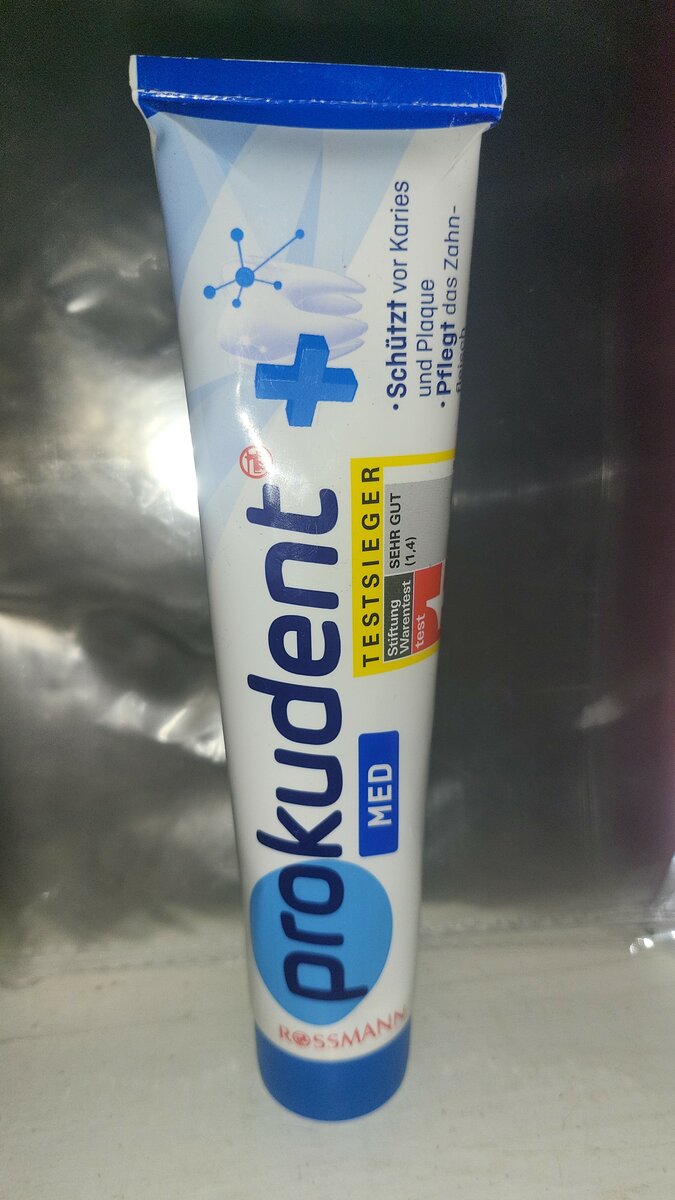 prokudent
MED
ROSSMANN
TESTSIEGER
Stiftung
Warentest
test
SEHR GUT
(1,4)
• Schützt vor Karies
und Plaque
• Pflegt das Zahn-
fleisch